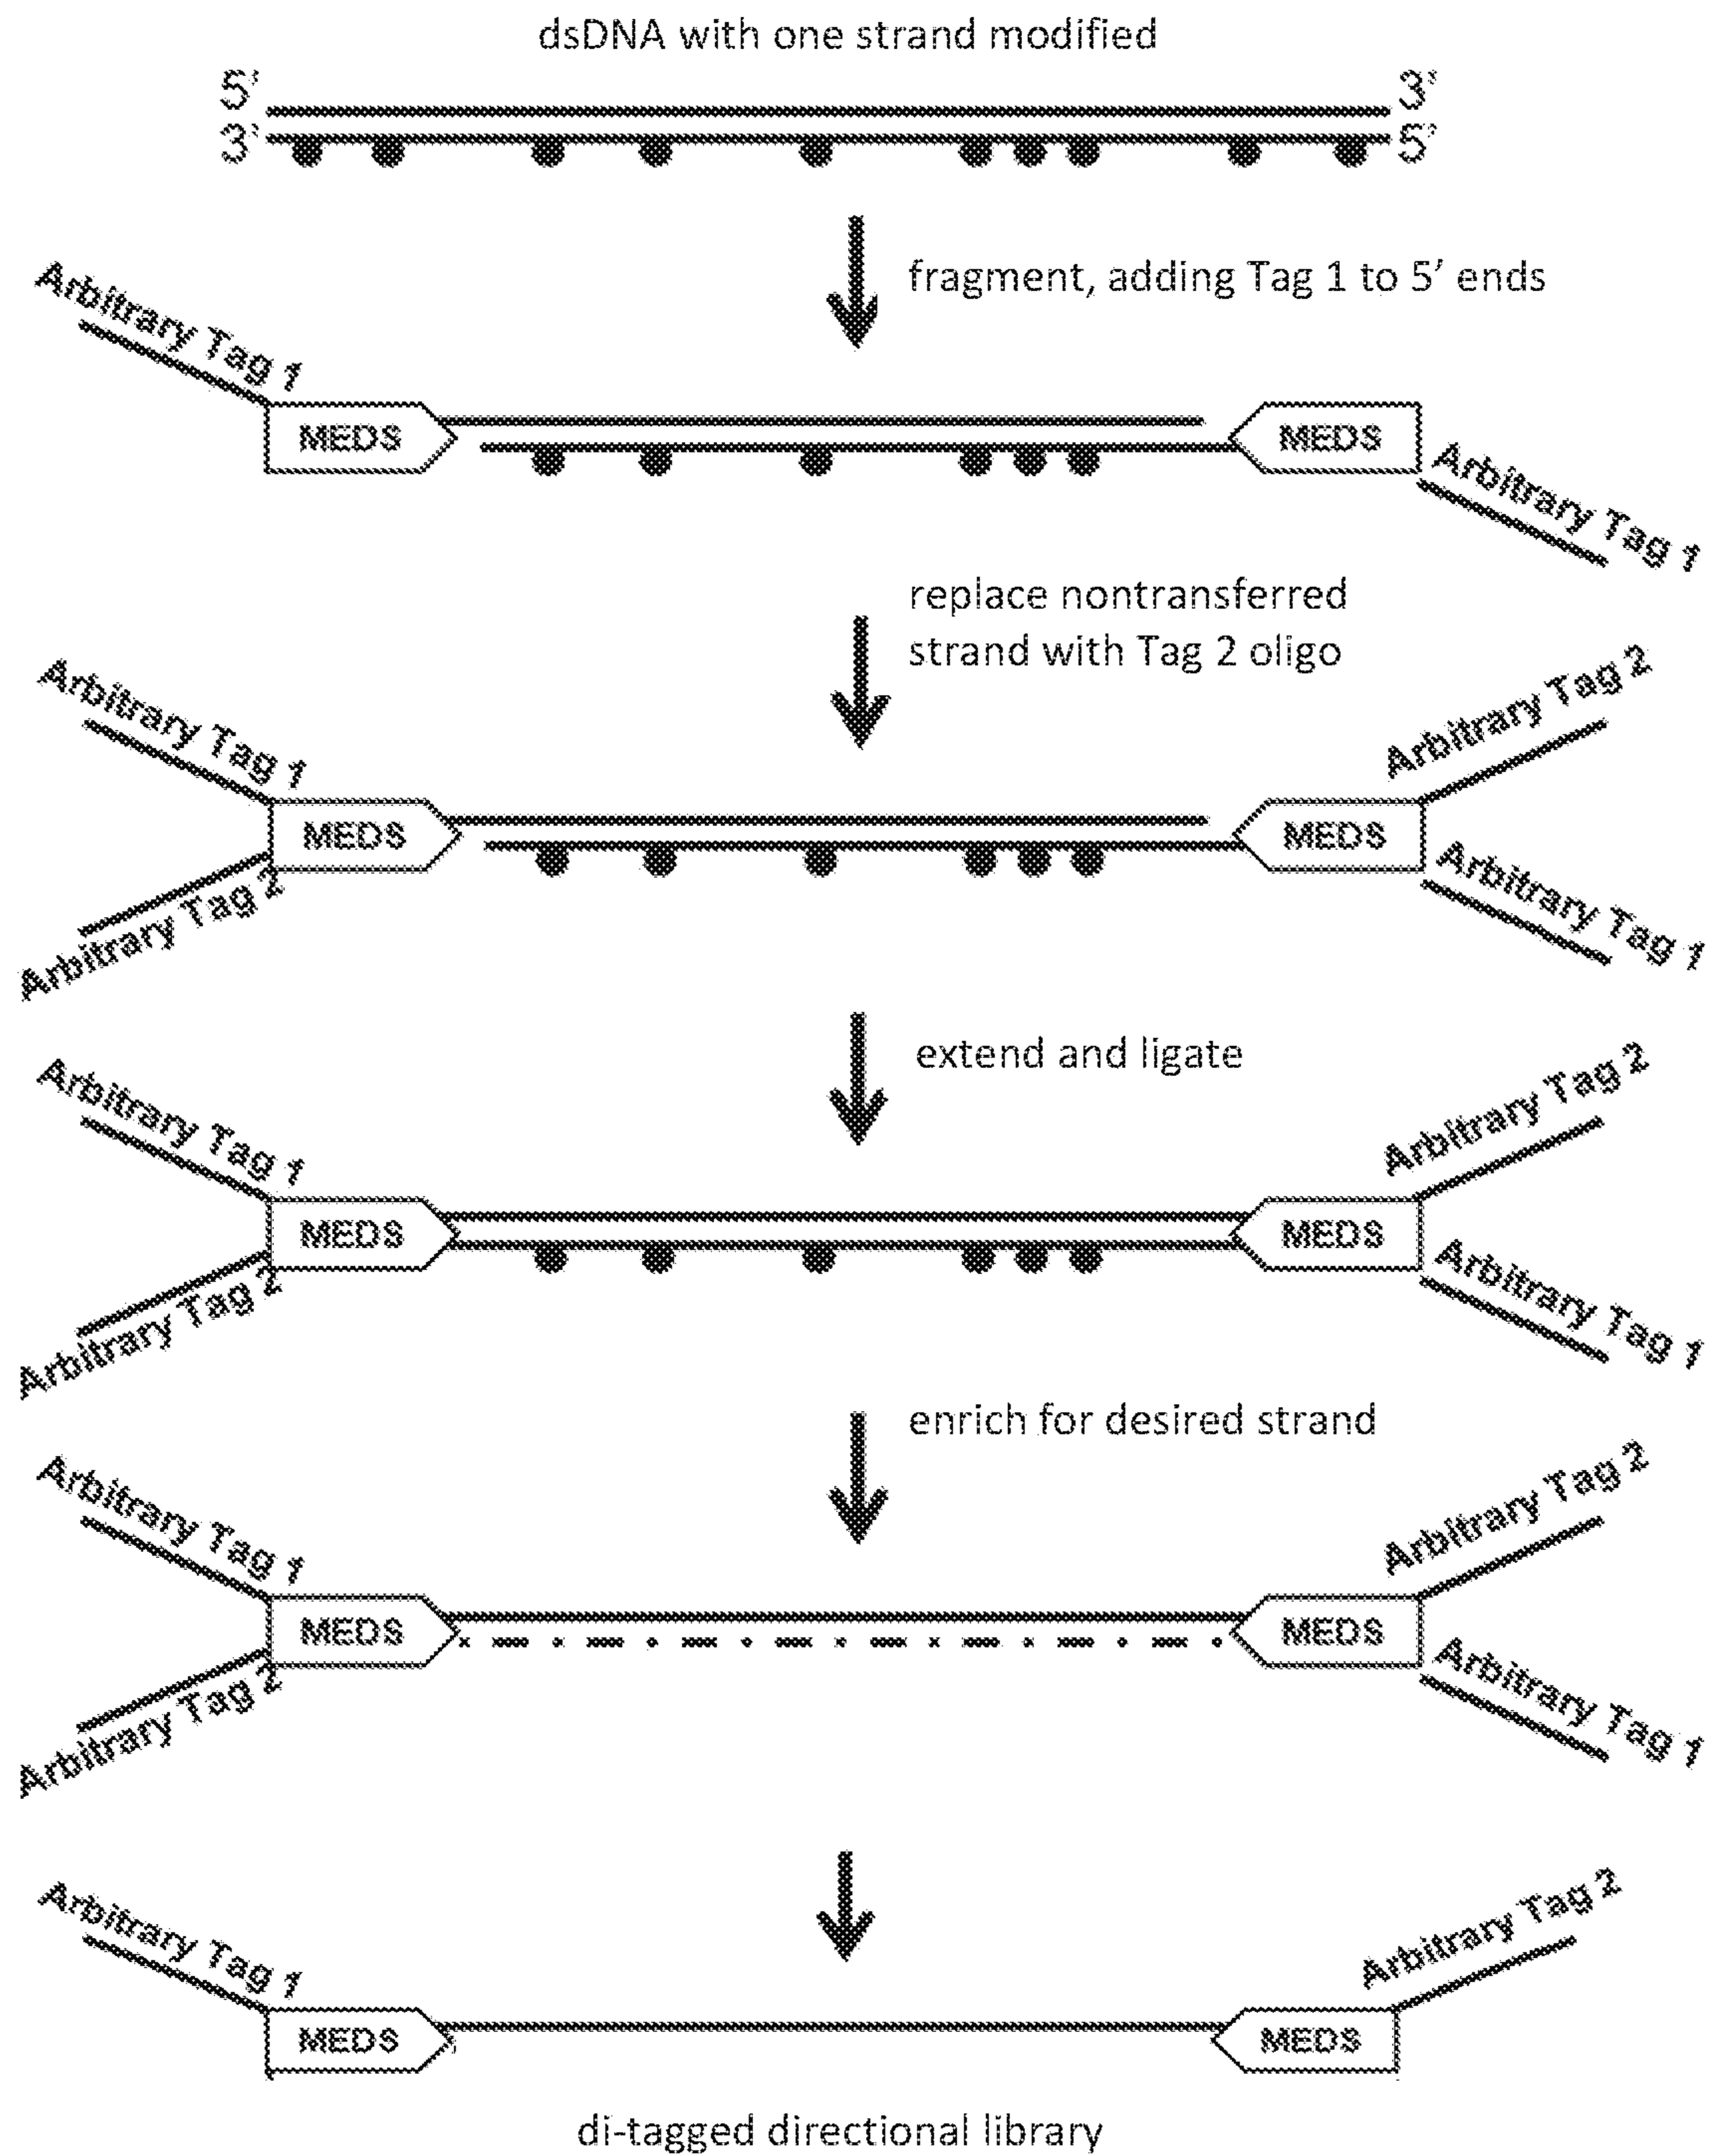 dsDNA with one strand modified
5' 3'
3' 5'
fragment, adding Tag 1 to 5' ends
Arbitrary Tag 1
MEDS MEDS
Arbitrary Tag 1
replace nontransferred
strand with Tag 2 oligo
Arbitrary Tag 1 Arbitrary Tag 2
MEDS MEDS
Arbitrary Tag 2 Arbitrary Tag 1
extend and ligate
Arbitrary Tag 1 Arbitrary Tag 2
MEDS MEDS
Arbitrary Tag 2 Arbitrary Tag 1
enrich for desired strand
Arbitrary Tag 1 Arbitrary Tag 2
MEDS MEDS
Arbitrary Tag 2 Arbitrary Tag 1
Arbitrary Tag 1 Arbitrary Tag 2
MEDS MEDS
di-tagged directional library